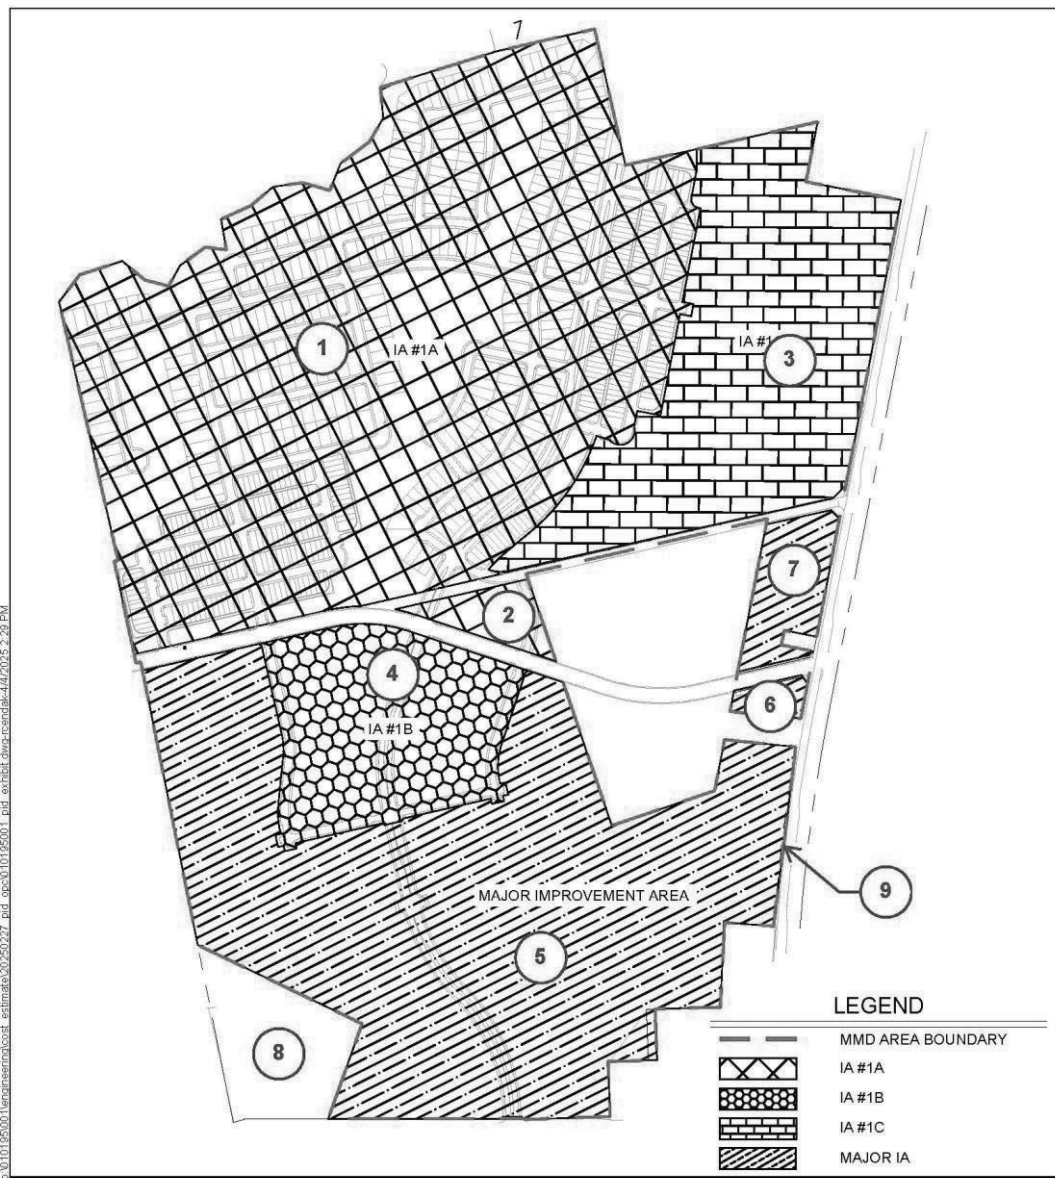 7
1
IA #1A
IA #1
3
7
2
4
6
IA #1B
MAJOR IMPROVEMENT AREA
9
5
8
LEGEND
MMD AREA BOUNDARY
IA #1A
IA #1B
IA #1C
MAJOR IA